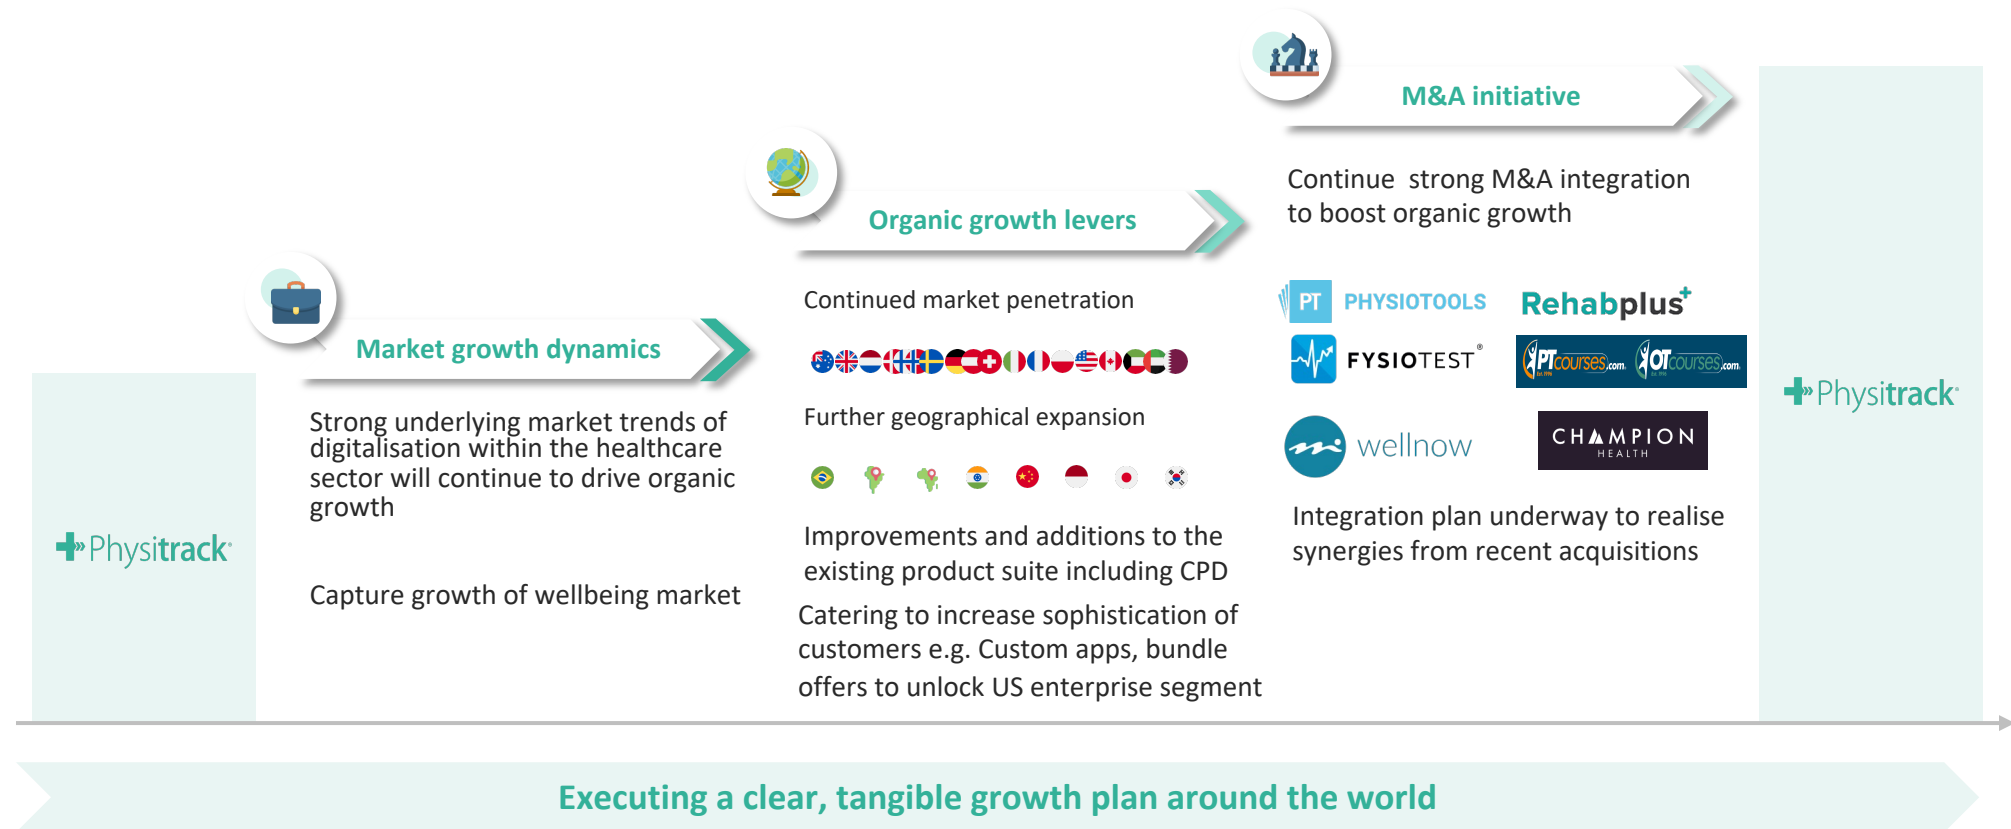 Physitrack
Market growth dynamics
Strong underlying market trends of
digitalisation within the healthcare
sector will continue to drive organic
growth
Capture growth of wellbeing market
Organic growth levers
Continued market penetration
Further geographical expansion
Improvements and additions to the
existing product suite including CPD
Catering to increase sophistication of
customers e.g. Custom apps, bundle
offers to unlock US enterprise segment
M&A initiative
Continue strong M&A integration
to boost organic growth
PT PHYSIOTOOLS
Rehabplus+
FYSIOTEST®
PTcourses.com
Est. 1996
OTcourses.com
wellnow
CHAMPION
HEALTH
Integration plan underway to realise
synergies from recent acquisitions
Physitrack
Executing a clear, tangible growth plan around the world